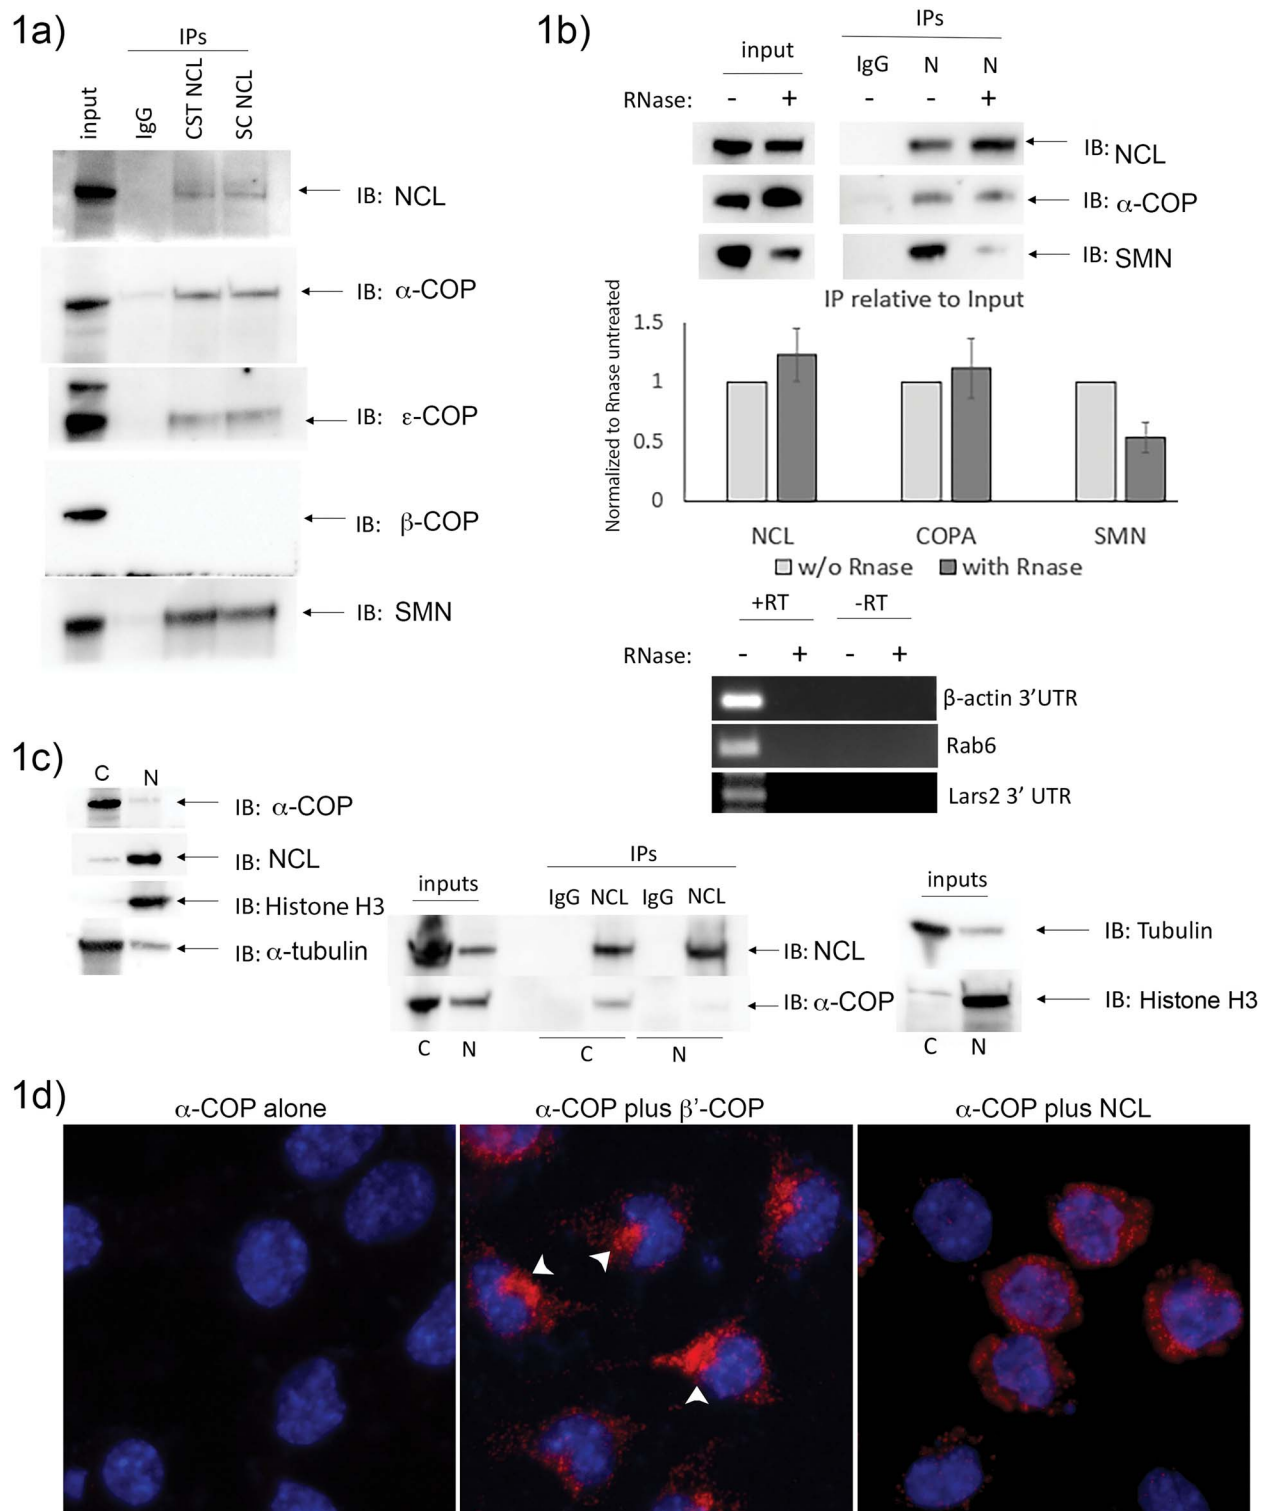 1a)
IPs
input
IgG
CST NCL
SC NCL
IB: NCL
IB: α-COP
IB: ε-COP
IB: β-COP
IB: SMN
1b)
IPs
input
IgG N N
RNase: - + - - +
IB: NCL
IB: α-COP
IB: SMN
IP relative to Input
Normalized to Rnase untreated
1.5
1
0.5
0
NCL COPA SMN
w/o Rnase with Rnase
+RT -RT
RNase: - + - +
β-actin 3'UTR
Rab6
Lars2 3' UTR
1c)
C N
IB: α-COP
IB: NCL
IB: Histone H3
IB: α-tubulin
IPs
inputs
IgG NCL IgG NCL
IB: NCL
IB: α-COP
C N C N
inputs
IB: Tubulin
IB: Histone H3
C N
1d)
α-COP alone
α-COP plus β'-COP
α-COP plus NCL